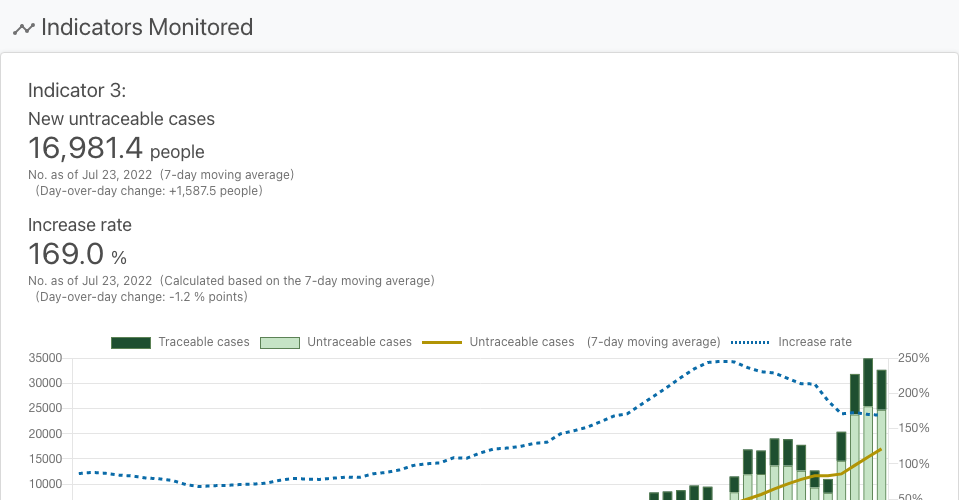 Indicators Monitored
Indicator 3:
New untraceable cases
16,981.4 people
No. as of Jul 23, 2022 (7-day moving average)
(Day-over-day change: +1,587.5 people)
Increase rate
169.0 %
No. as of Jul 23, 2022 (Calculated based on the 7-day moving average)
(Day-over-day change: -1.2 % points)
Traceable cases Untraceable cases Untraceable cases (7-day moving average) Increase rate
35000 250%
30000
200%
25000
20000 150%
15000
100%
10000
50%